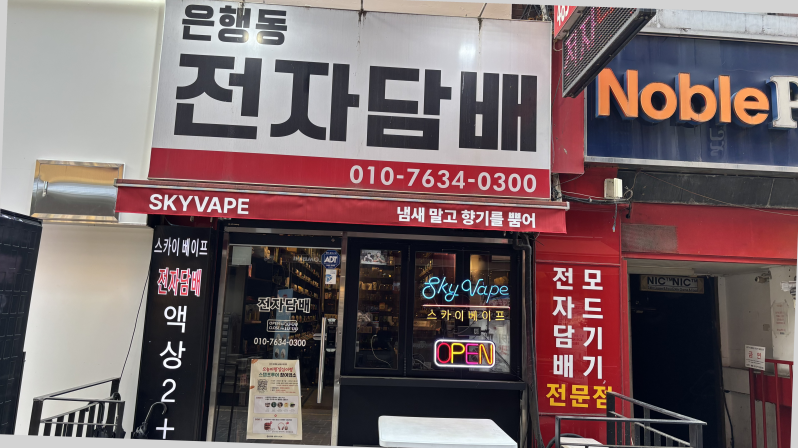 은행동
전자담배
010-7634-0300
SKYVAPE
냄새 말고 향기를 뿜어
Noble
스카이 베이프
전자담배
액상2+
ADT
전자담배
010-7634-0300
Sky Vape
스카이베이프
OPEN
모드기기
전자담배
전문점
NIC NIC